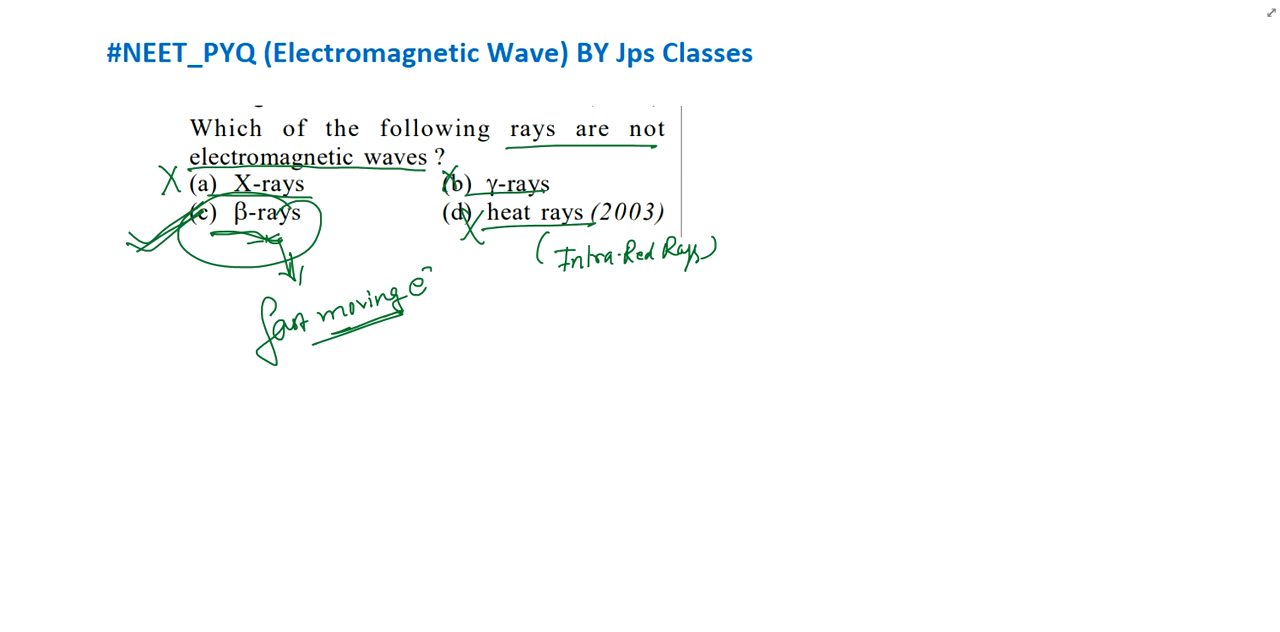 #NEET_PYQ (Electromagnetic Wave) BY Jps Classes
Which of the following rays are not
electromagnetic waves ?
X (a) X-rays X (b) γ-rays
(c) β-rays X (d) heat rays (2003)
(Intra-Red Rays)
fast moving e⁻